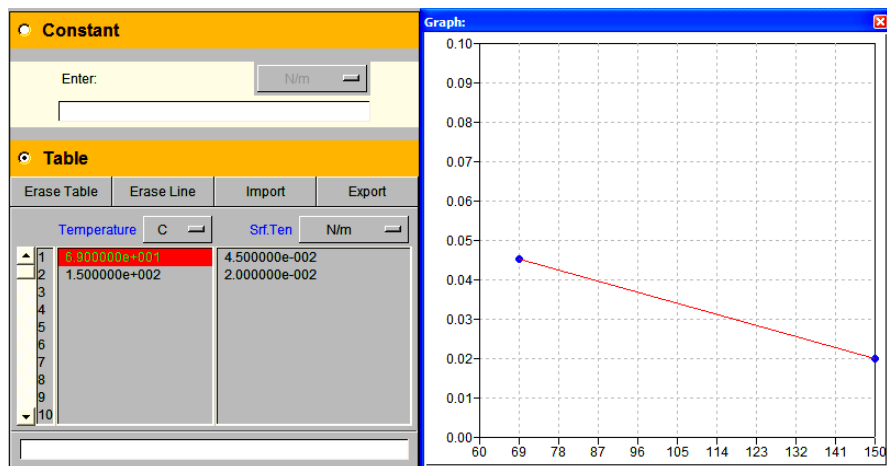 Constant
Enter:
N/m
Table
Erase Table Erase Line Import Export
Temperature C Srf.Ten N/m
1 6.900000e+001 4.500000e-002
2 1.500000e+002 2.000000e-002
3
4
5
6
7
8
9
10
Graph:
0.10
0.09
0.08
0.07
0.06
0.05
0.04
0.03
0.02
0.01
0.00
60 69 78 87 96 105 114 123 132 141 150